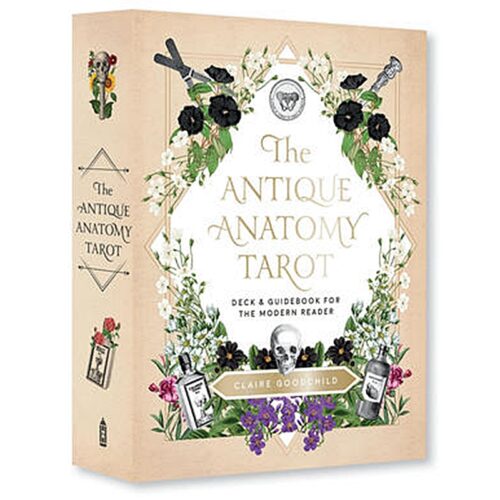 The
ANTIQUE
ANATOMY
TAROT
The
ANTIQUE
ANATOMY
TAROT
DECK & GUIDEBOOK FOR
THE MODERN READER
CLAIRE GOODCHILD